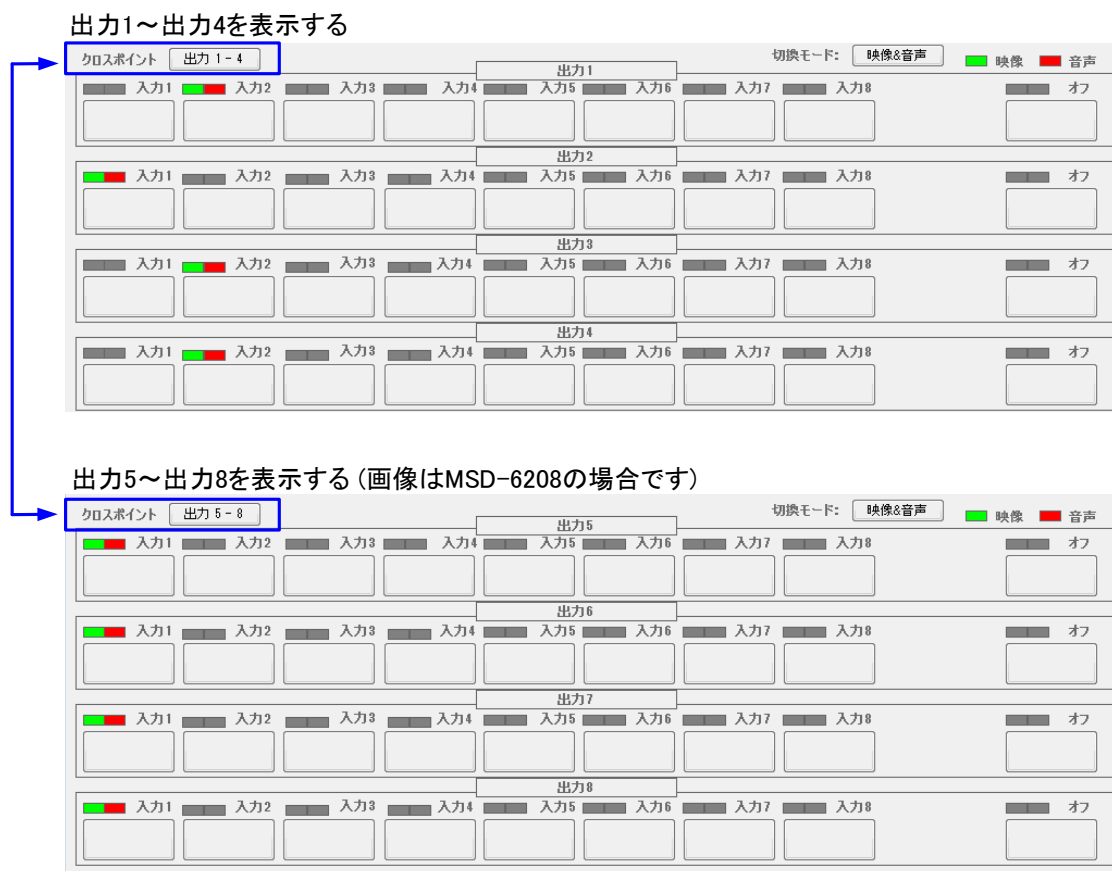 出力1～出力4を表示する
クロスポイント 出力 1 - 4 切換モード: 映像&音声 映像 音声
出力1
入力1 入力2 入力3 入力4 入力5 入力6 入力7 入力8 オフ
出力2
入力1 入力2 入力3 入力4 入力5 入力6 入力7 入力8 オフ
出力3
入力1 入力2 入力3 入力4 入力5 入力6 入力7 入力8 オフ
出力4
入力1 入力2 入力3 入力4 入力5 入力6 入力7 入力8 オフ
出力5～出力8を表示する (画像はMSD-6208の場合です)
クロスポイント 出力 5 - 8 切換モード: 映像&音声 映像 音声
出力5
入力1 入力2 入力3 入力4 入力5 入力6 入力7 入力8 オフ
出力6
入力1 入力2 入力3 入力4 入力5 入力6 入力7 入力8 オフ
出力7
入力1 入力2 入力3 入力4 入力5 入力6 入力7 入力8 オフ
出力8
入力1 入力2 入力3 入力4 入力5 入力6 入力7 入力8 オフ